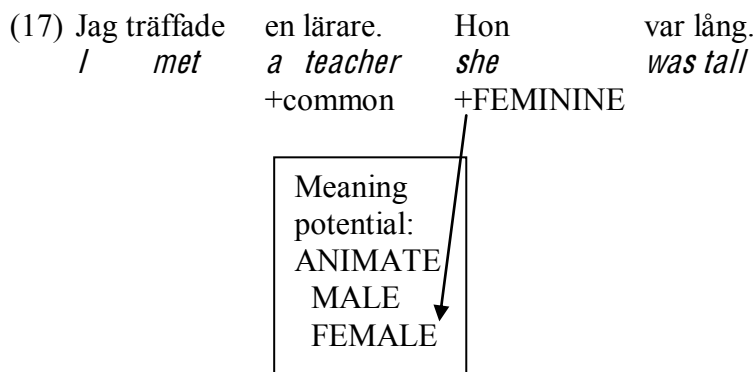 (17) Jag träffade en lärare. Hon var lång.
I met a teacher she was tall
+common +FEMININE
Meaning
potential:
ANIMATE
MALE
FEMALE